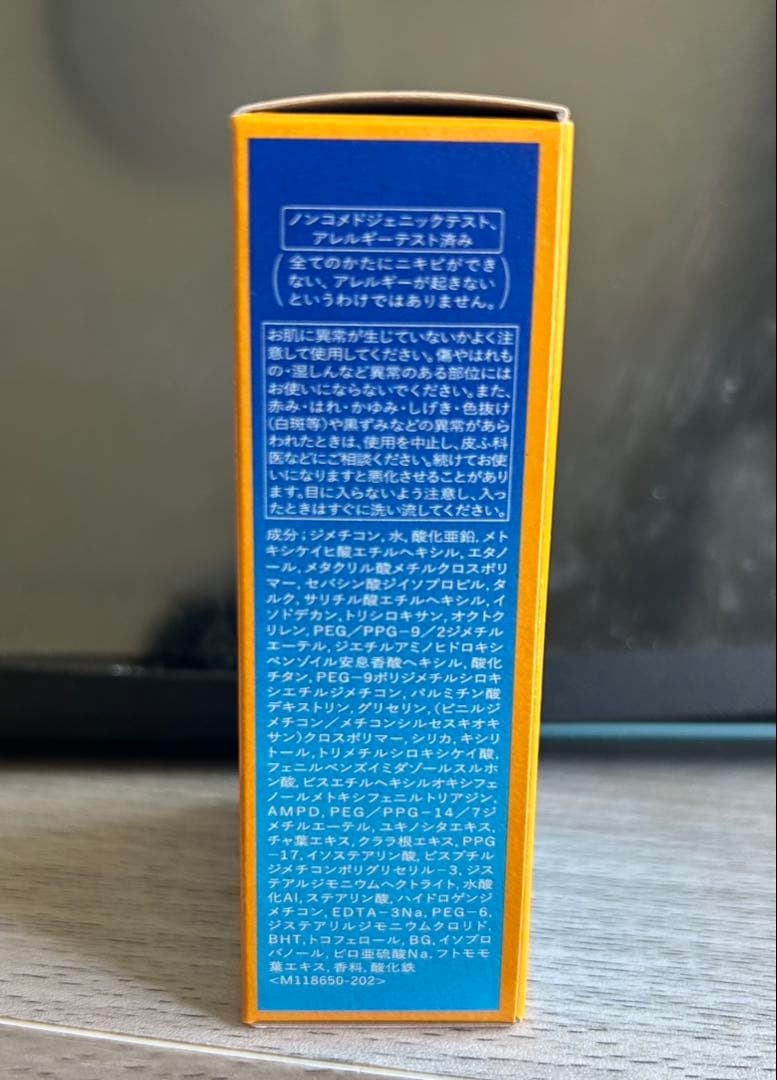 ノンコメドジェニックテスト、
アレルギーテスト済み
全てのかたにニキビができ
ない、アレルギーが起きない
というわけではありません。
お肌に異常が生じていないかよく注
意して使用してください。傷やはれも
の・湿しんなど異常のある部位には
お使いにならないでください。また、
赤み・はれ・かゆみ・しげき・色抜け
(白斑等)や黒ずみなどの異常があら
われたときは、使用を中止し、皮ふ科
医などにご相談ください。続けてお使
いになりますと悪化させることがあり
ます。目に入らないよう注意し、入っ
たときはすぐに洗い流してください。
成分；ジメチコン, 水, 酸化亜鉛, メト
キシケイヒ酸エチルヘキシル, エタノ
ール, メタクリル酸メチルクロスポリ
マー, セバシン酸ジイソプロピル, タ
ルク, サリチル酸エチルヘキシル, イ
ソドデカン, トリシロキサン, オクトク
リレン, PEG／PPG-9／2ジメチル
エーテル, ジエチルアミノヒドロキシ
ベンゾイル安息香酸ヘキシル, 酸化
チタン, PEG-9ポリジメチルシロキ
シエチルジメチコン, パルミチン酸
デキストリン, グリセリン, (ビニルジ
メチコン／メチコンシルセスキオキ
サン)クロスポリマー, シリカ, キシリ
トール, トリメチルシロキシケイ酸,
フェニルベンズイミダゾールスルホ
ン酸, ビスエチルヘキシルオキシフェ
ノールメトキシフェニルトリアジン,
AMPD, PEG／PPG-14／7ジ
メチルエーテル, ユキノシタエキス,
チャ葉エキス, クララ根エキス, PPG
-17, イソステアリン酸, ビスブチル
ジメチコンポリグリセリル-3, ジス
テアルジモニウムヘクトライト, 水酸
化Al, ステアリン酸, ハイドロゲンジ
メチコン, EDTA-3Na, PEG-6,
ジステアリルジモニウムクロリド,
BHT, トコフェロール, BG, イソプロ
パノール, ピロ亜硫酸Na, フトモモ
葉エキス, 香料, 酸化鉄
<M118650-202>